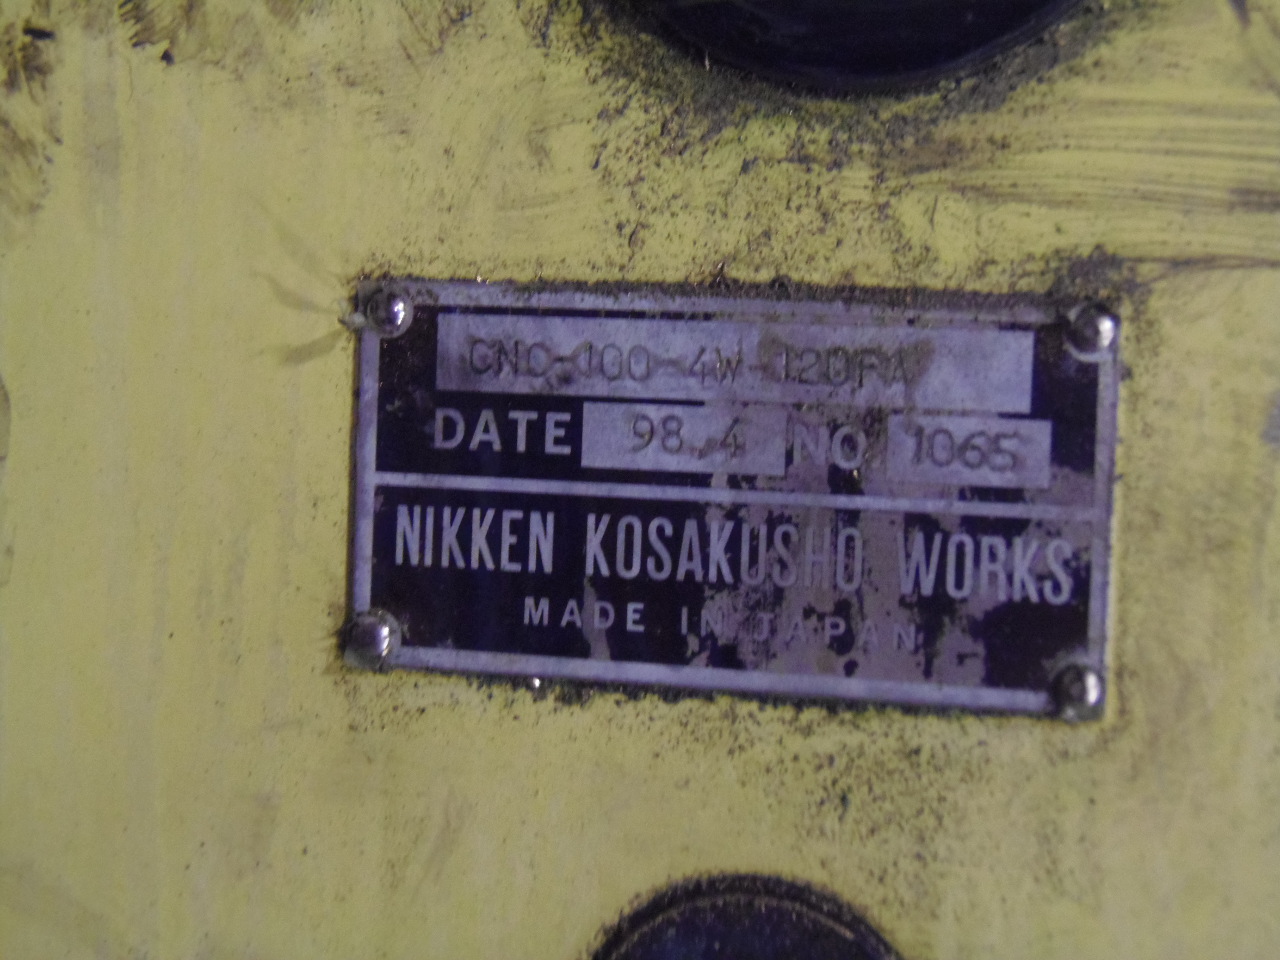 CNC-100-4W-120FA
DATE 98.4 NO 1065
NIKKEN KOSAKUSHO WORKS
MADE IN JAPAN